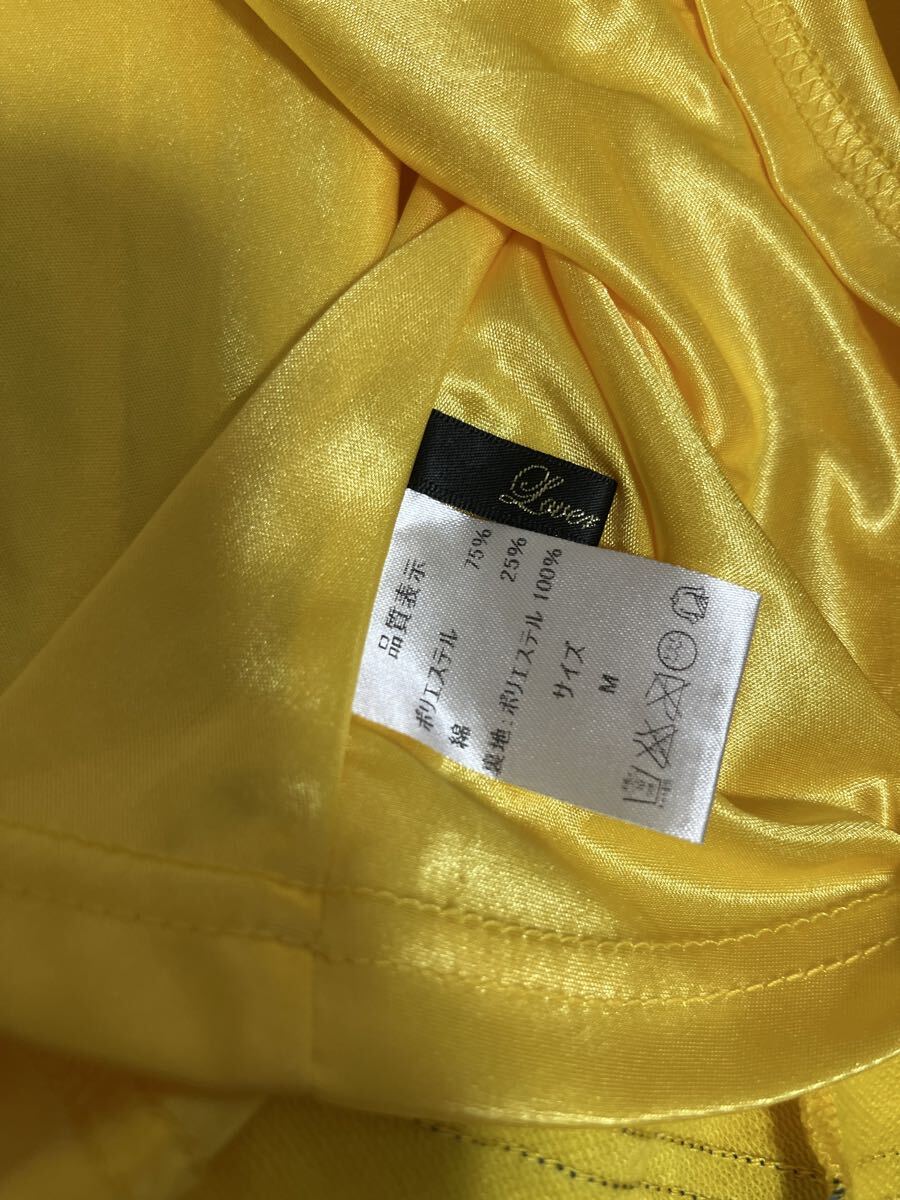 Lover
品質表示
ポリエステル 75%
綿 25%
裏地:ポリエステル 100%
サイズ
M